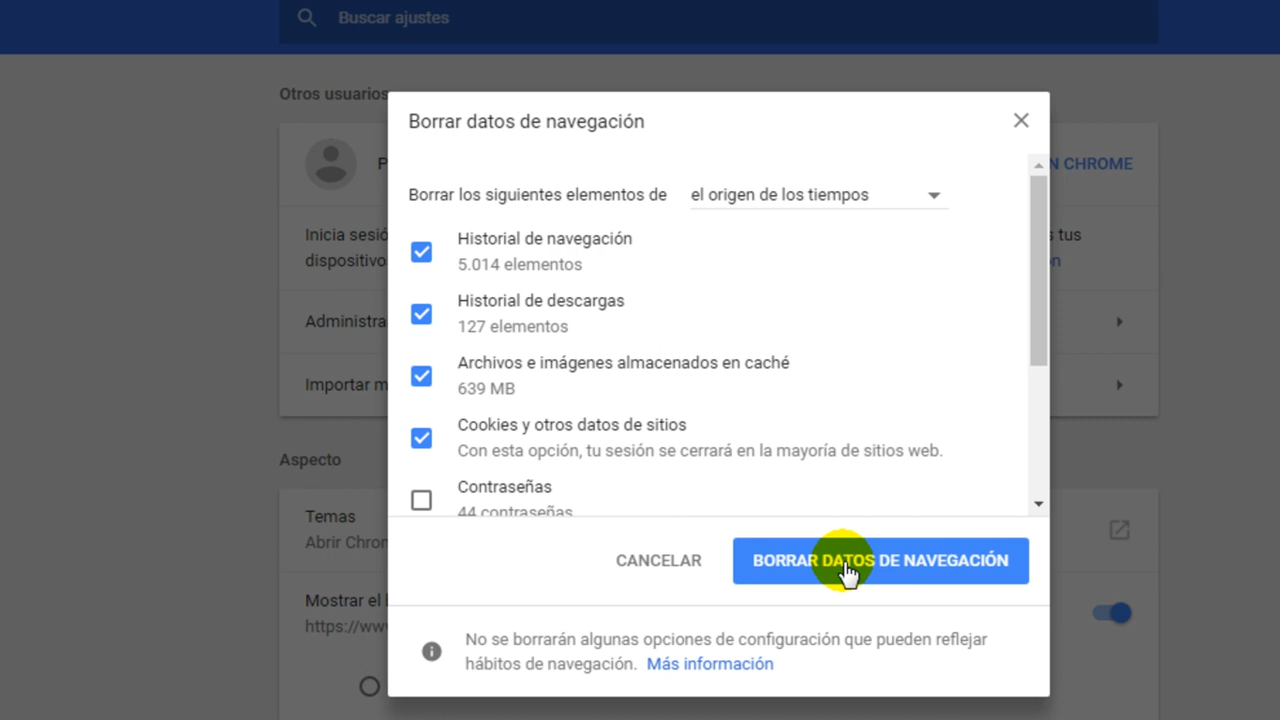 Buscar ajustes
Otros usuarios
Borrar datos de navegación
P
N CHROME
Borrar los siguientes elementos de el origen de los tiempos
Inicia sesió
s tus
dispositivo
ón
Historial de navegación
5.014 elementos
Historial de descargas
127 elementos
Administra
Archivos e imágenes almacenados en caché
639 MB
Importar m
Cookies y otros datos de sitios
Con esta opción, tu sesión se cerrará en la mayoría de sitios web.
Aspecto
Contraseñas
44 contraseñas
Temas
Abrir Chron
CANCELAR BORRAR DATOS DE NAVEGACIÓN
Mostrar el
https://ww
No se borrarán algunas opciones de configuración que pueden reflejar
hábitos de navegación. Más información